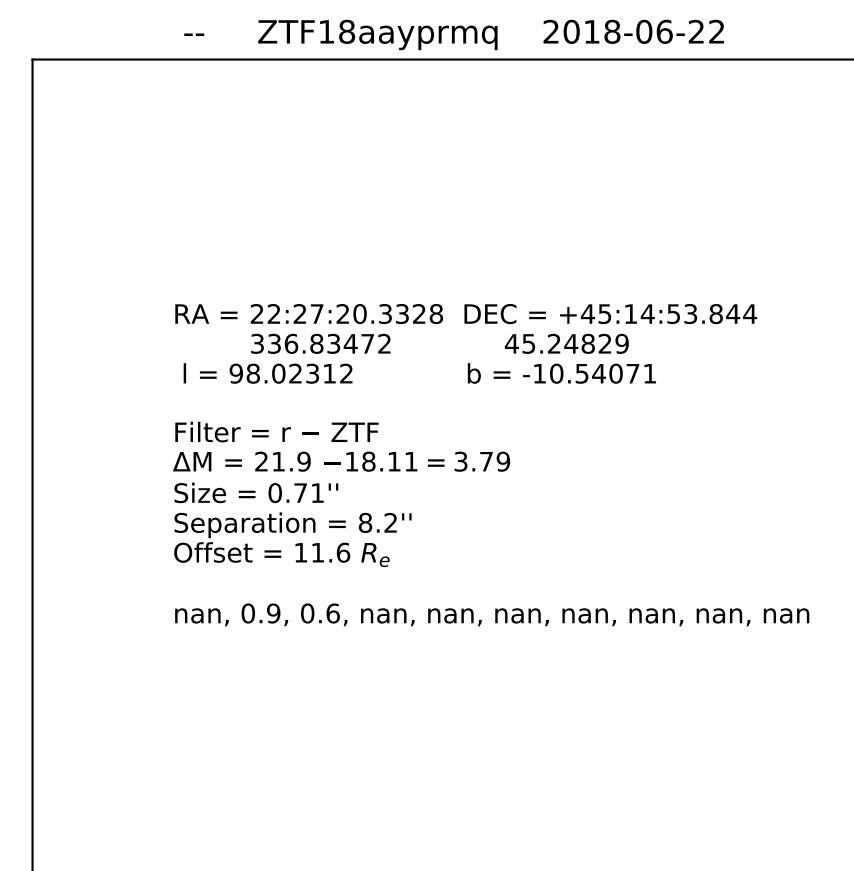 -- ZTF18aayprmq 2018-06-22
RA = 22:27:20.3328 DEC = +45:14:53.844
336.83472 45.24829
l = 98.02312 b = -10.54071
Filter = r − ZTF
ΔM = 21.9 −18.11 = 3.79
Size = 0.71''
Separation = 8.2''
Offset = 11.6 Re
nan, 0.9, 0.6, nan, nan, nan, nan, nan, nan, nan